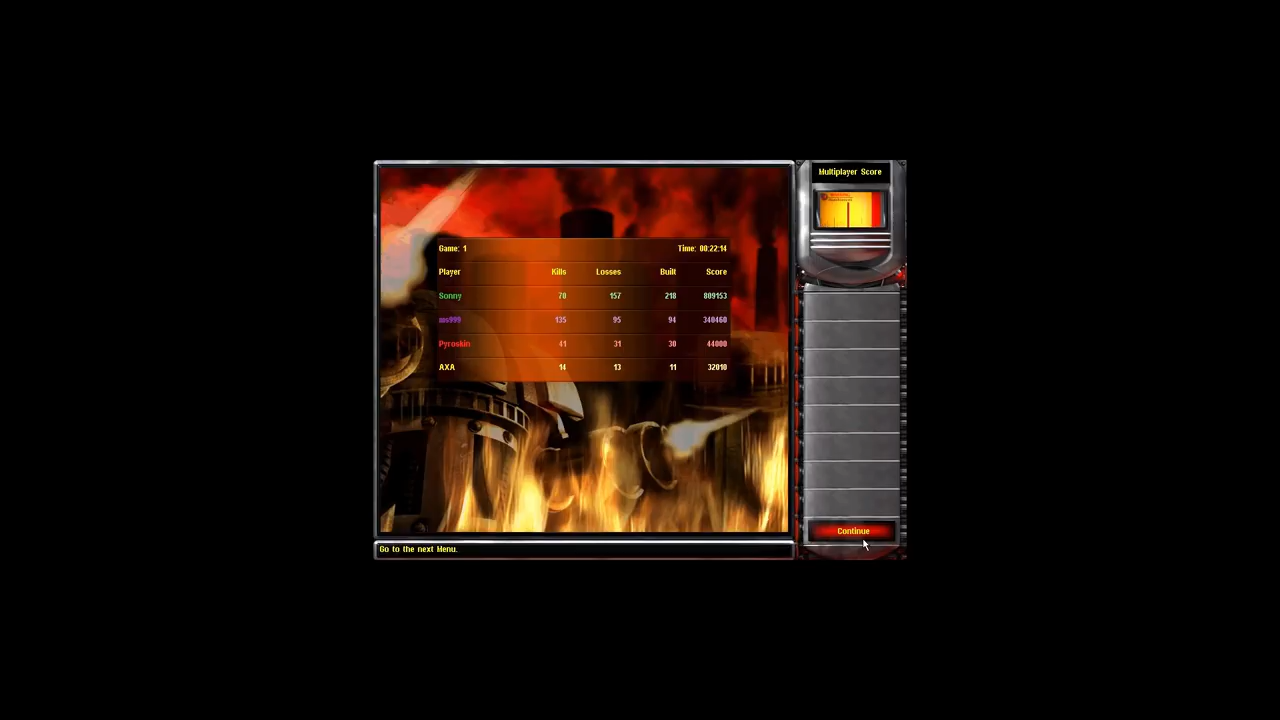 Multiplayer Score
Game: 1 Time: 00:22:14
Player Kills Losses Built Score
Sonny 70 157 218 809153
ms999 135 95 94 340460
Pyroskin 41 31 30 44000
AXA 14 13 11 32010
Continue
Go to the next Menu.